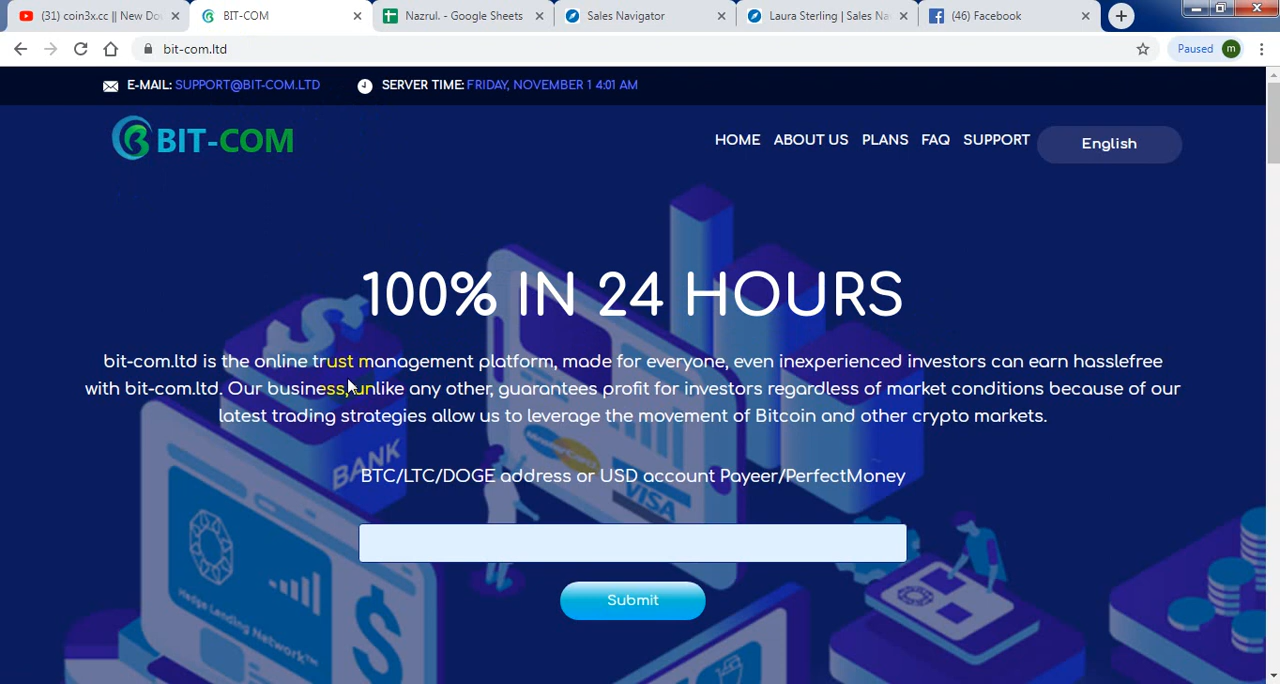 (31) coin3x.cc || New Do
BIT-COM
Nazrul. - Google Sheets
Sales Navigator
Laura Sterling | Sales Na
(46) Facebook
bit-com.ltd
Paused
m
E-MAIL: SUPPORT@BIT-COM.LTD
SERVER TIME: FRIDAY, NOVEMBER 1 4:01 AM
BIT-COM
HOME ABOUT US PLANS FAQ SUPPORT
English
100% IN 24 HOURS
bit-com.ltd is the online trust management platform, made for everyone, even inexperienced investors can earn hasslefree
with bit-com.ltd. Our business, unlike any other, guarantees profit for investors regardless of market conditions because of our
latest trading strategies allow us to leverage the movement of Bitcoin and other crypto markets.
BANK
VISA
BTC/LTC/DOGE address or USD account Payeer/PerfectMoney
Submit
Hedge Lending Network™